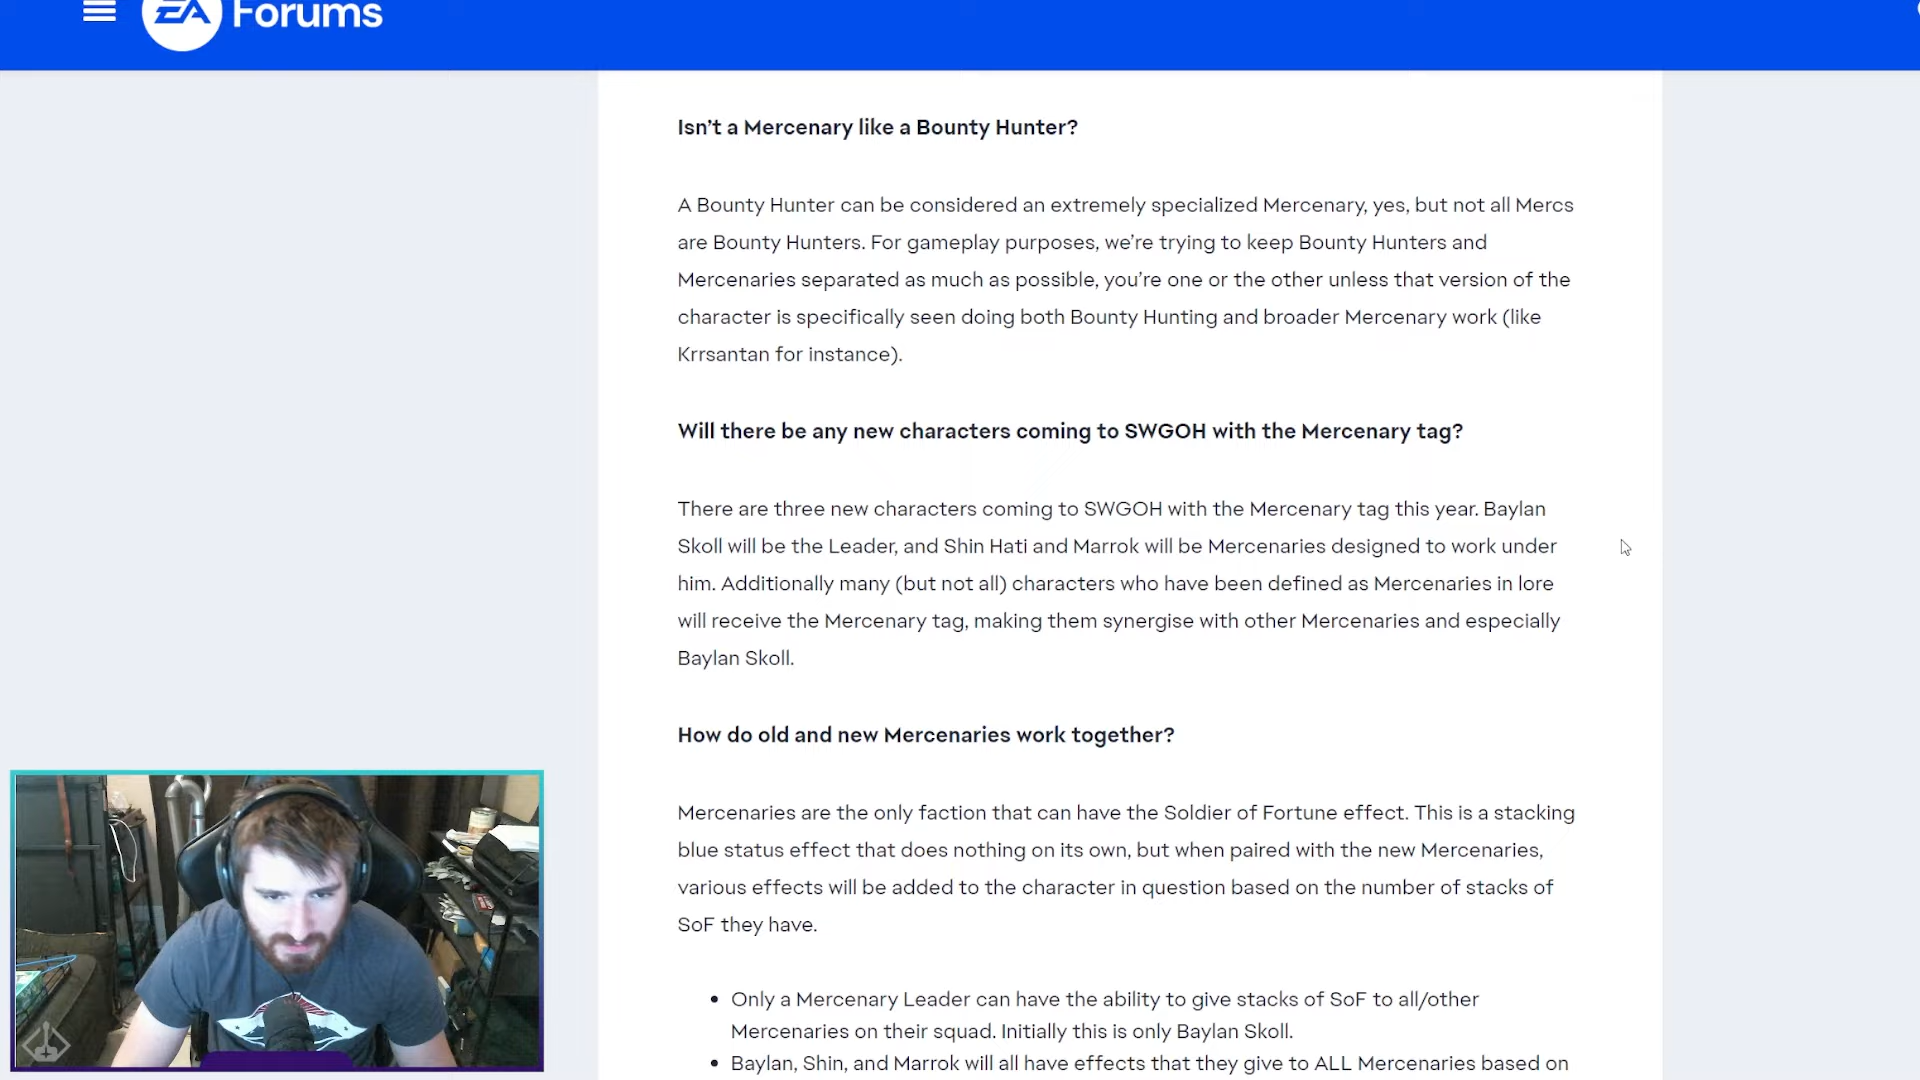 EA Forums
Isn’t a Mercenary like a Bounty Hunter?
A Bounty Hunter can be considered an extremely specialized Mercenary, yes, but not all Mercs
are Bounty Hunters. For gameplay purposes, we’re trying to keep Bounty Hunters and
Mercenaries separated as much as possible, you’re one or the other unless that version of the
character is specifically seen doing both Bounty Hunting and broader Mercenary work (like
Krrsantan for instance).
Will there be any new characters coming to SWGOH with the Mercenary tag?
There are three new characters coming to SWGOH with the Mercenary tag this year. Baylan
Skoll will be the Leader, and Shin Hati and Marrok will be Mercenaries designed to work under
him. Additionally many (but not all) characters who have been defined as Mercenaries in lore
will receive the Mercenary tag, making them synergise with other Mercenaries and especially
Baylan Skoll.
How do old and new Mercenaries work together?
Mercenaries are the only faction that can have the Soldier of Fortune effect. This is a stacking
blue status effect that does nothing on its own, but when paired with the new Mercenaries,
various effects will be added to the character in question based on the number of stacks of
SoF they have.
• Only a Mercenary Leader can have the ability to give stacks of SoF to all/other
Mercenaries on their squad. Initially this is only Baylan Skoll.
• Baylan, Shin, and Marrok will all have effects that they give to ALL Mercenaries based on